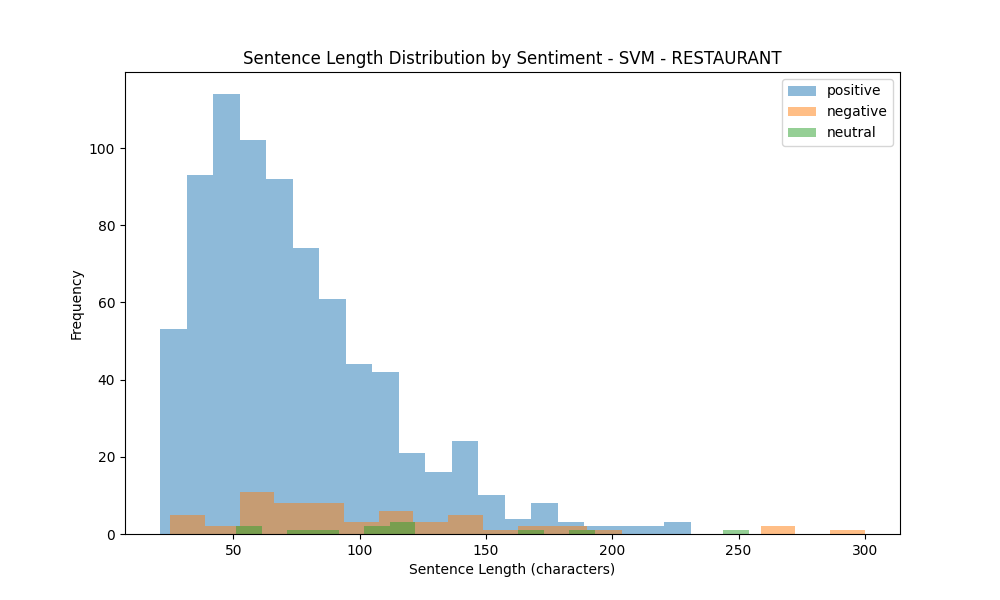 Sentence Length Distribution by Sentiment - SVM - RESTAURANT
positive
negative
neutral
Frequency
100
80
60
40
20
0
50
100
150
200
250
300
Sentence Length (characters)